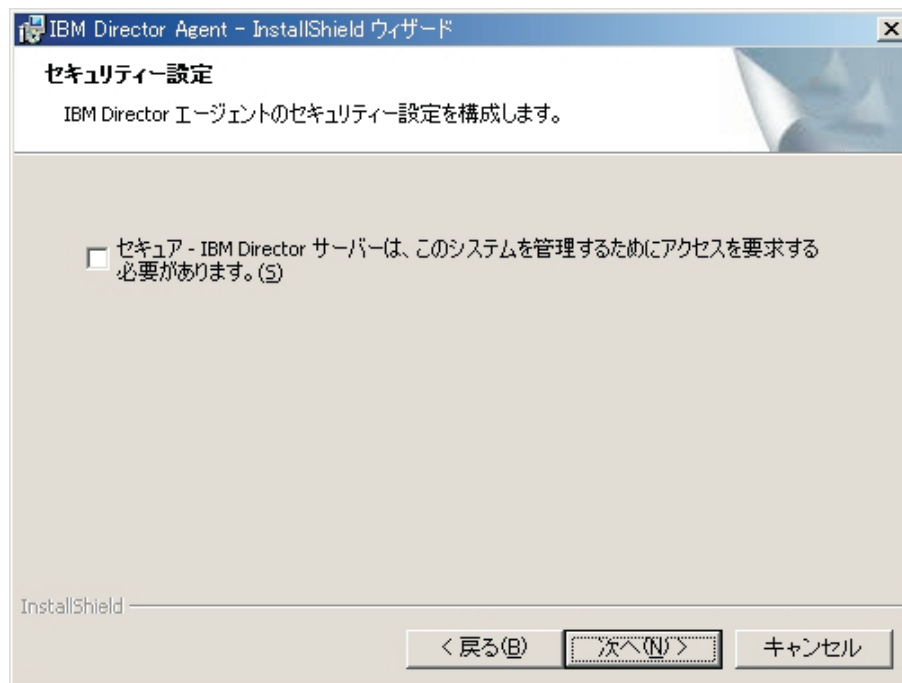 IBM Director Agent - InstallShield ウィザード
セキュリティー設定
IBM Director エージェントのセキュリティー設定を構成します。
セキュア - IBM Director サーバーは、このシステムを管理するためにアクセスを要求する
必要があります。(S)
InstallShield
< 戻る(B)
次へ(N) >
キャンセル